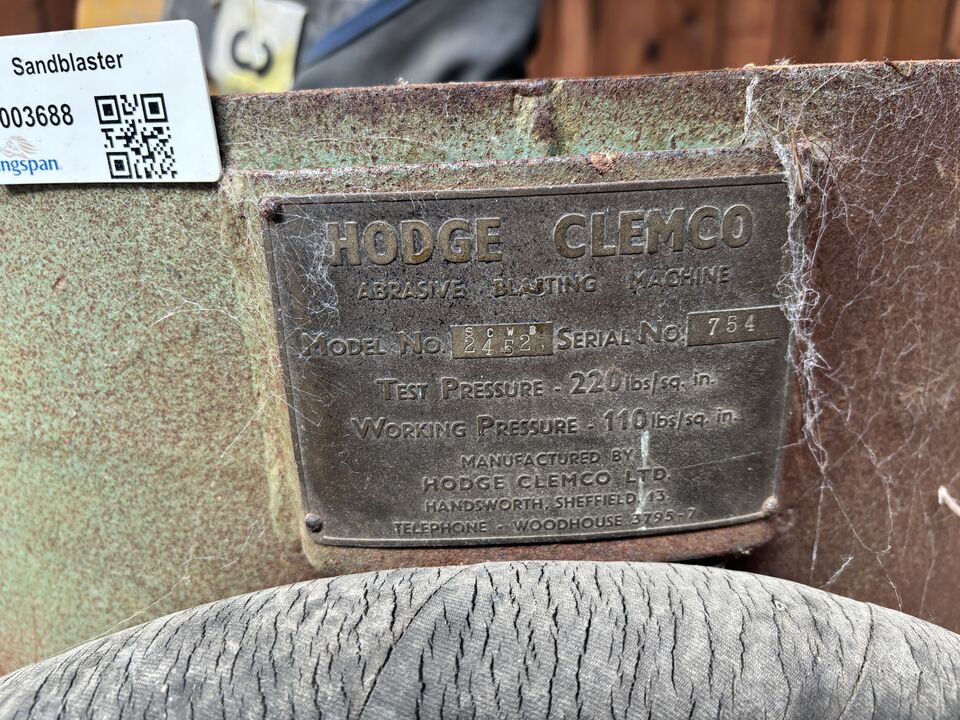 Sandblaster
003688
ngspan
HODGE CLEMCO
ABRASIVE BLASTING MACHINE
SCWB
MODEL No. 2452 SERIAL No. 754
TEST PRESSURE - 220 lbs/sq. in.
WORKING PRESSURE - 110 lbs/sq. in.
MANUFACTURED BY
HODGE CLEMCO LTD
HANDSWORTH, SHEFFIELD, 13.
TELEPHONE - WOODHOUSE 3795-7